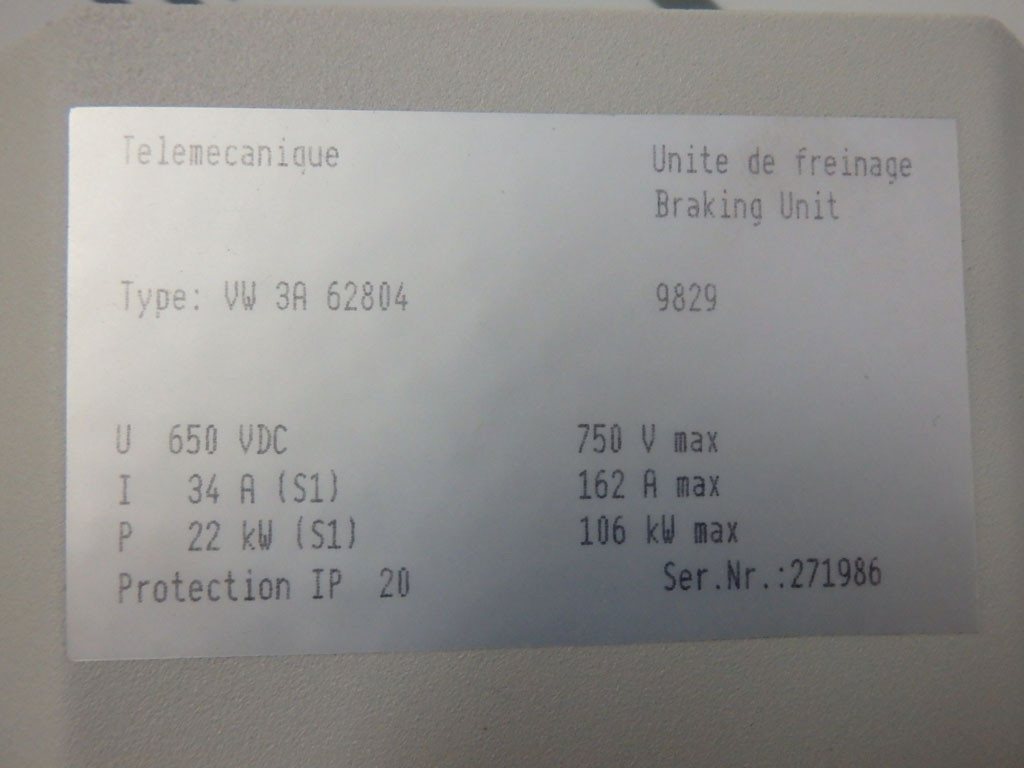 Telemecanique Unite de freinage
Braking Unit
Type: VW 3A 62804 9829
U 650 VDC 750 V max
I 34 A (S1) 162 A max
P 22 kW (S1) 106 kW max
Protection IP 20 Ser.Nr.:271986